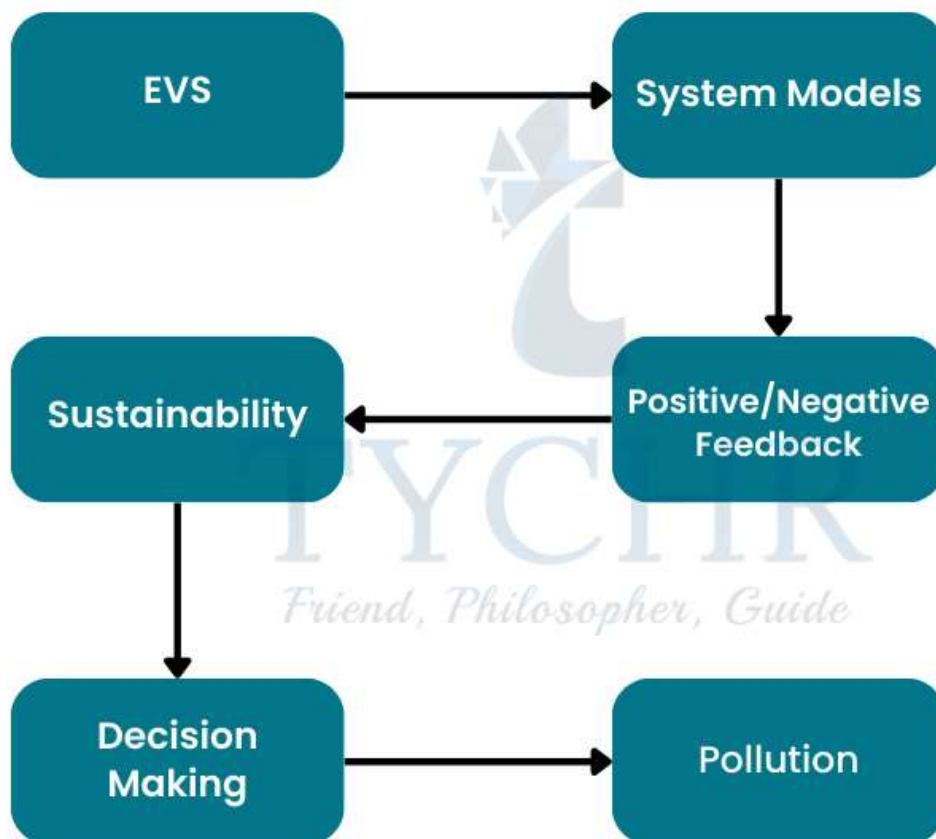 EVS
System Models
Positive/Negative
Feedback
Sustainability
TYCHR
Friend, Philosopher, Guide
Decision
Making
Pollution